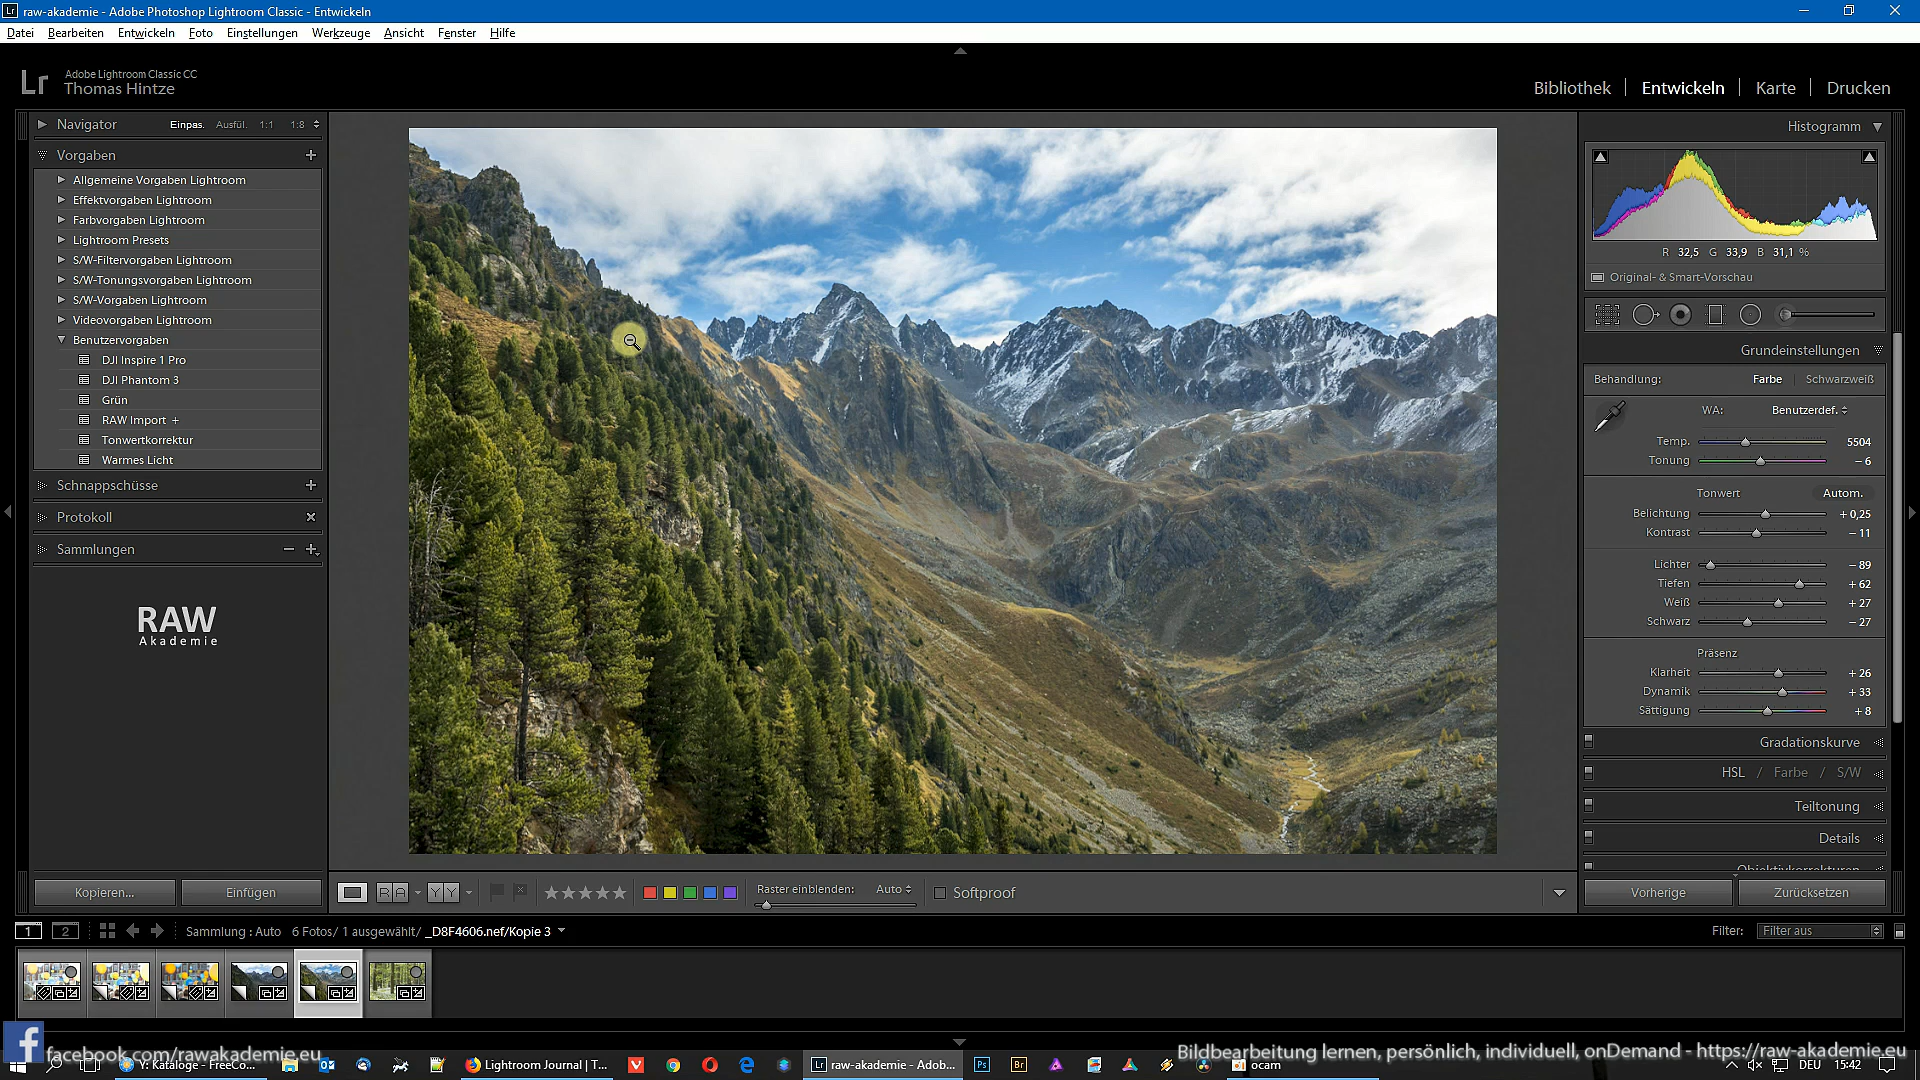 raw-akademie - Adobe Photoshop Lightroom Classic - Entwickeln
Datei Bearbeiten Entwickeln Foto Einstellungen Werkzeuge Ansicht Fenster Hilfe
Lr Adobe Lightroom Classic CC
Thomas Hintze
Bibliothek | Entwickeln | Karte | Drucken
Navigator Einpas. Ausfül. 1:1 1:8
Vorgaben
Allgemeine Vorgaben Lightroom
Effektvorgaben Lightroom
Farbvorgaben Lightroom
Lightroom Presets
S/W-Filtervorgaben Lightroom
S/W-Tonungsvorgaben Lightroom
S/W-Vorgaben Lightroom
Videovorgaben Lightroom
Benutzervorgaben
DJI Inspire 1 Pro
DJI Phantom 3
Grün
RAW Import +
Tonwertkorrektur
Warmes Licht
Schnappschüsse
Protokoll
Sammlungen
RAW
Akademie
Kopieren... Einfügen
Histogramm
R 32,5 G 33,9 B 31,1 %
Original- & Smart-Vorschau
Grundeinstellungen
Behandlung: Farbe Schwarzweiß
WA: Benutzerdef.
Temp. 5504
Tonung – 6
Tonwert Autom.
Belichtung + 0,25
Kontrast – 11
Lichter – 89
Tiefen + 62
Weiß + 27
Schwarz – 27
Präsenz
Klarheit + 26
Dynamik + 33
Sättigung + 8
Gradationskurve
HSL / Farbe / S/W
Teiltonung
Details
Objektivkorrekturen
Vorherige Zurücksetzen
R A Y Y Raster einblenden: Auto Softproof
1 2 Sammlung : Auto 6 Fotos/ 1 ausgewählt/ _D8F4606.nef/Kopie 3 Filter: Filter aus
facebook.com/rawakademie.eu
Bildbearbeitung lernen, persönlich, individuell, onDemand - https://raw-akademie.eu
Y: Kataloge - FreeCo... Lightroom Journal | T... Lr raw-akademie - Adob... Ps Br ocam DEU 15:42